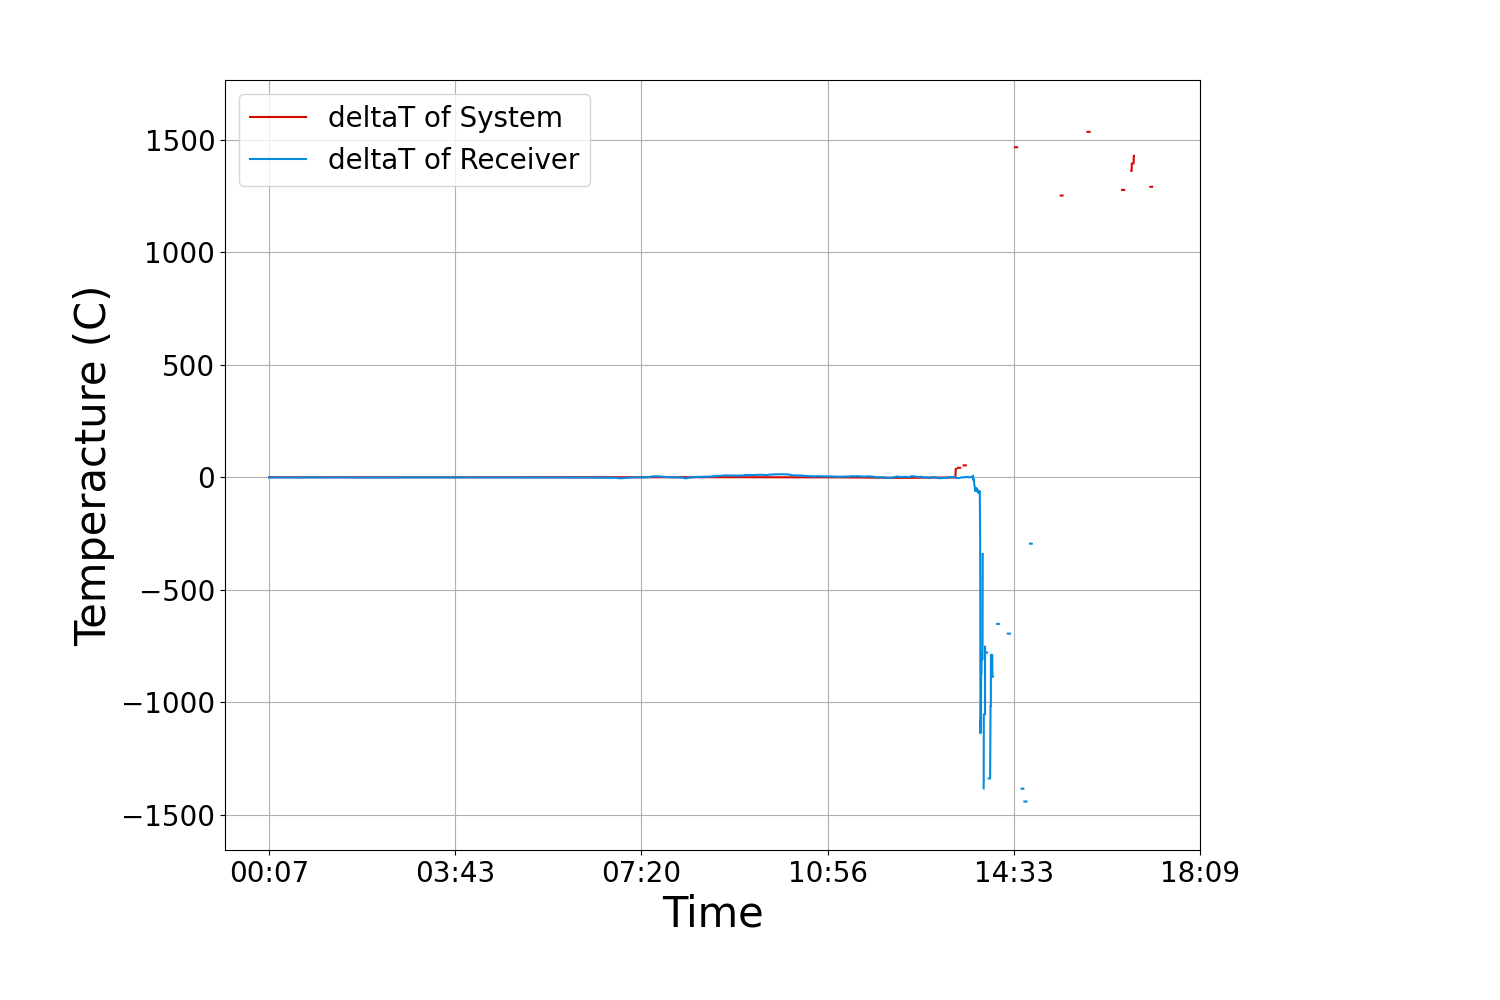 deltaT of System
deltaT of Receiver
1500
1000
500
0
−500
−1000
−1500
Temperacture (C)
00:07 03:43 07:20 10:56 14:33 18:09
Time